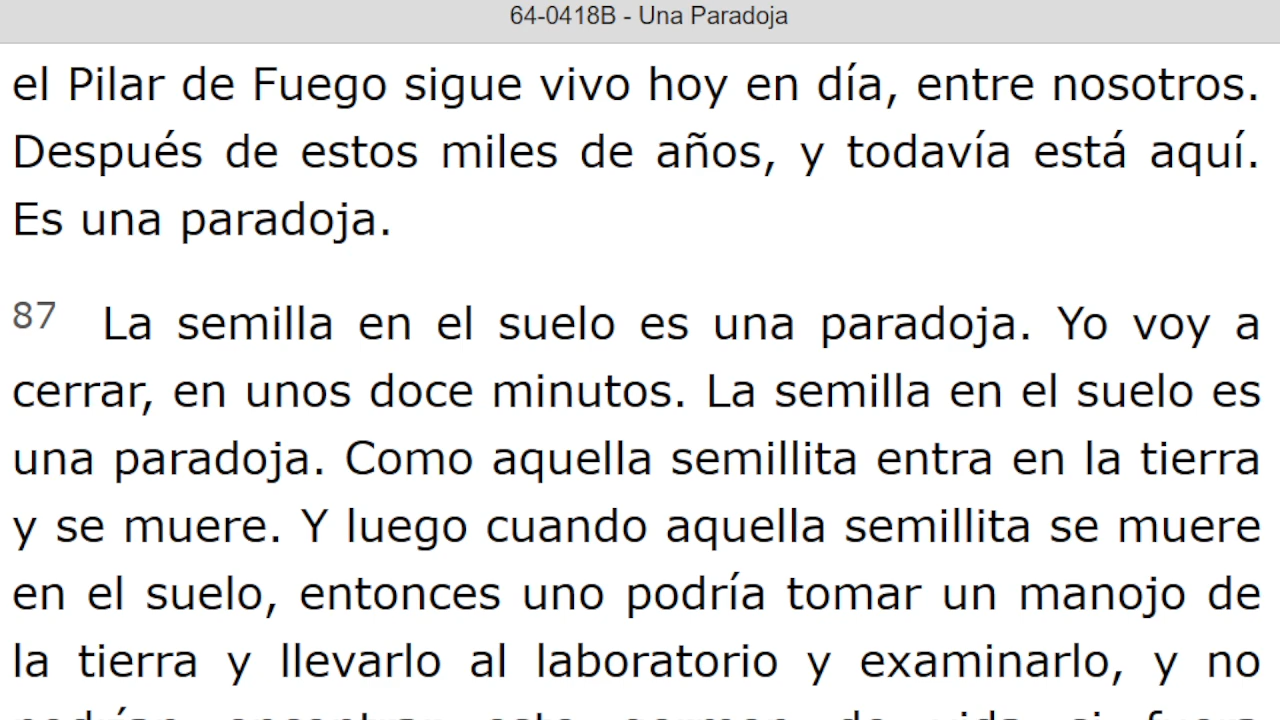 64-0418B - Una Paradoja
el Pilar de Fuego sigue vivo hoy en día, entre nosotros.
Después de estos miles de años, y todavía está aquí.
Es una paradoja.
87 La semilla en el suelo es una paradoja. Yo voy a
cerrar, en unos doce minutos. La semilla en el suelo es
una paradoja. Como aquella semillita entra en la tierra
y se muere. Y luego cuando aquella semillita se muere
en el suelo, entonces uno podría tomar un manojo de
la tierra y llevarlo al laboratorio y examinarlo, y no